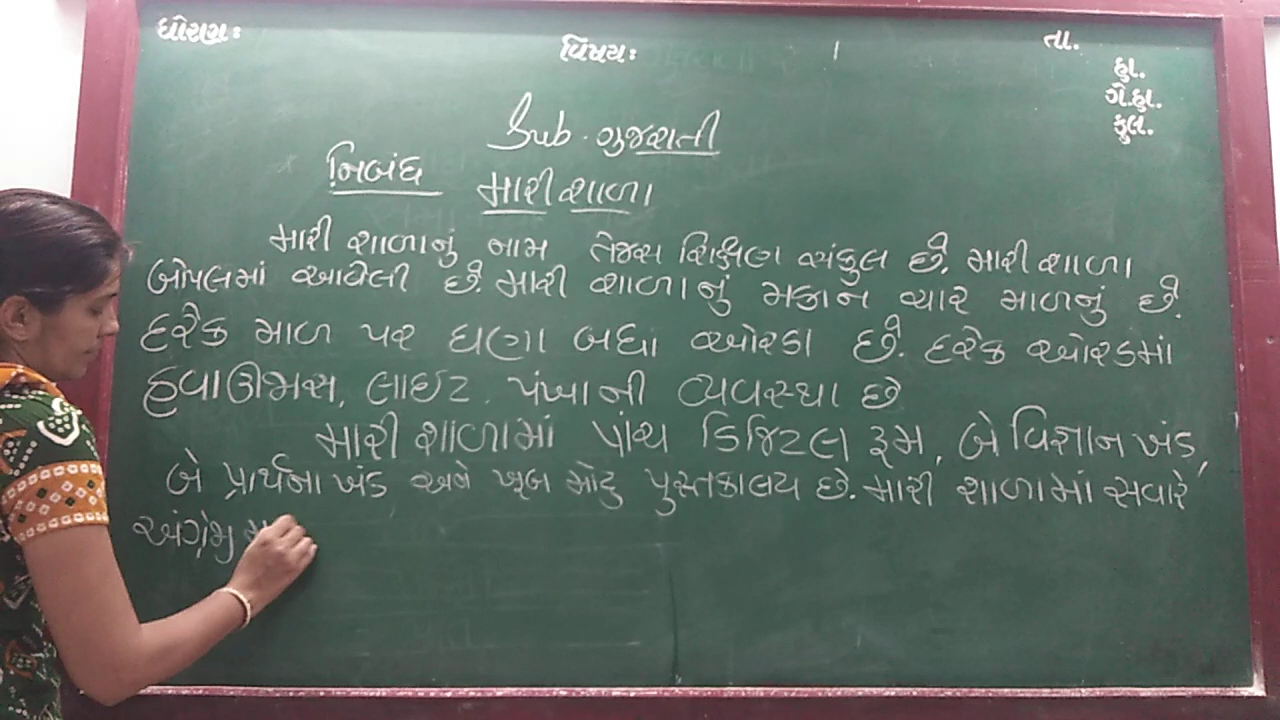 ધોરણ:
વિષય:
તા.
હા.
ગે.હા.
કુલ.
Sub. ગુજરાતી
નિબંધ મારી શાળા
મારી શાળાનું નામ તેજસ શિક્ષણ સંકુલ છે. મારી શાળા
બોપલમાં આવેલી છે. મારી શાળાનું મકાન ચાર માળનું છે.
દરેક માળ પર ઘણા બધા ઓરડા છે. દરેક ઓરડામાં
હવાઉજાસ, લાઈટ. પંખાની વ્યવસ્થા છે
મારી શાળામાં પાંચ ડિજિટલ રૂમ, બે વિજ્ઞાન ખંડ,
બે પ્રાર્થના ખંડ અને ખૂબ મોટુ પુસ્તકાલય છે. મારી શાળામાં સવારે
અંગ્રેજી